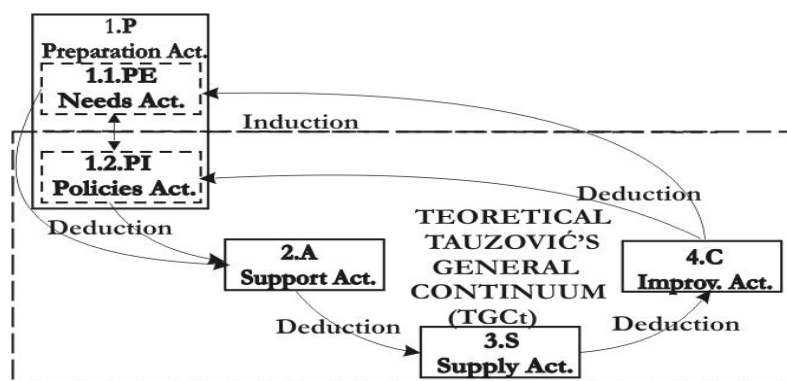 1.P
Preparation Act.
1.1.PE
Needs Act.
Induction
1.2.PI
Policies Act.
Deduction
Deduction
TEORETICAL
TAUZOVIĆ'S
GENERAL
CONTINUUM
(TGCt)
2.A
Support Act.
4.C
Improv. Act.
Deduction
Deduction
3.S
Supply Act.